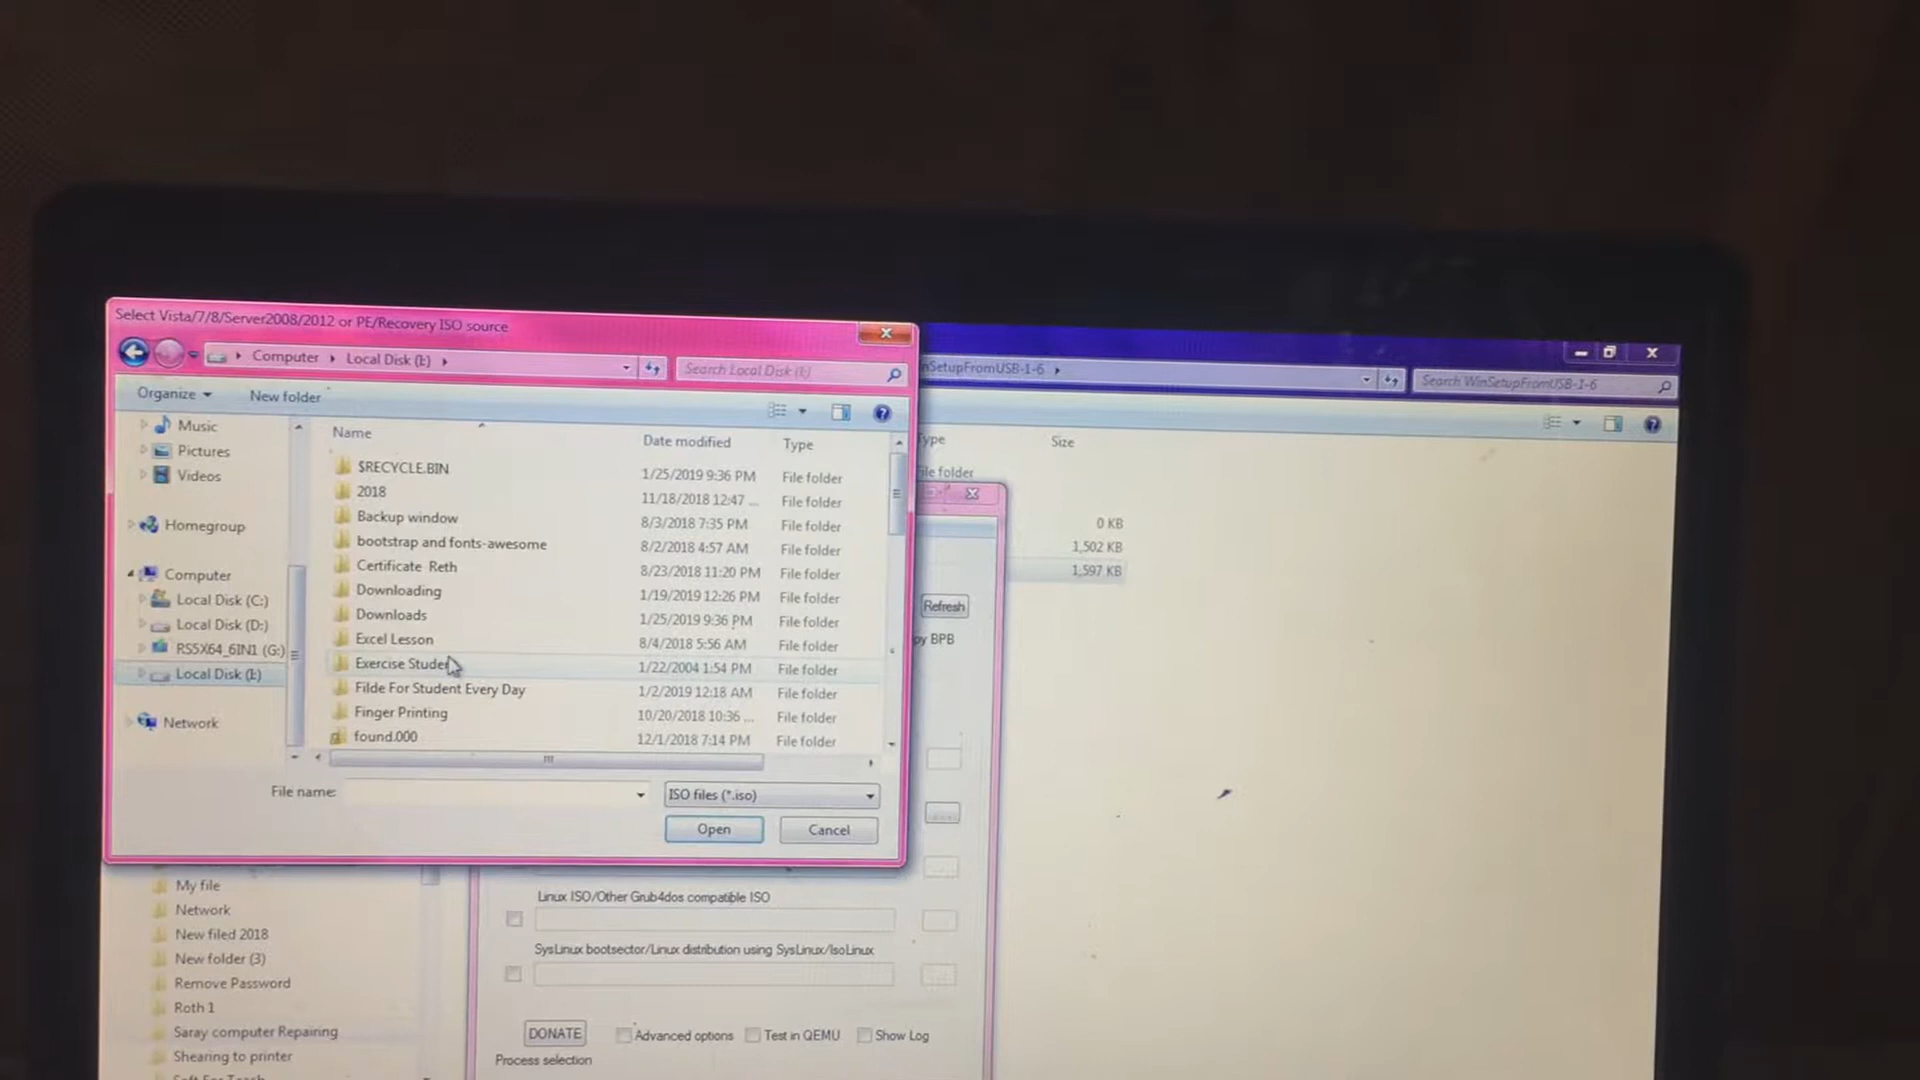 Select Vista/7/8/Server2008/2012 or PE/Recovery ISO source
Computer Local Disk (I:)
Search Local Disk (I:)
Organize
New folder
Music
Pictures
Videos
Homegroup
Computer
Local Disk (C:)
Local Disk (D:)
RS5X64_6IN1 (G:)
Local Disk (I:)
Network
Name Date modified Type
$RECYCLE.BIN 1/25/2019 9:36 PM File folder
2018 11/18/2018 12:47 ... File folder
Backup window 8/3/2018 7:35 PM File folder
bootstrap and fonts-awesome 8/2/2018 4:57 AM File folder
Certificate Reth 8/23/2018 11:20 PM File folder
Downloading 1/19/2019 12:26 PM File folder
Downloads 1/25/2019 9:36 PM File folder
Excel Lesson 8/4/2018 5:56 AM File folder
Exercise Studen 1/22/2004 1:54 PM File folder
Filde For Student Every Day 1/2/2019 12:18 AM File folder
Finger Printing 10/20/2018 10:36 ... File folder
found.000 12/1/2018 7:14 PM File folder
File name:
ISO files (*.iso)
Open
Cancel
nSetupFromUSB-1-6
Search WinSetupFromUSB-1-6
Type Size
File folder
0 KB
1,502 KB
1,597 KB
Refresh
py BPB
My file
Network
New filed 2018
New folder (3)
Remove Password
Roth 1
Saray computer Repairing
Shearing to printer
Linux ISO/Other Grub4dos compatible ISO
SysLinux bootsector/Linux distribution using SysLinux/IsoLinux
DONATE
Advanced options
Test in QEMU
Show Log
Process selection